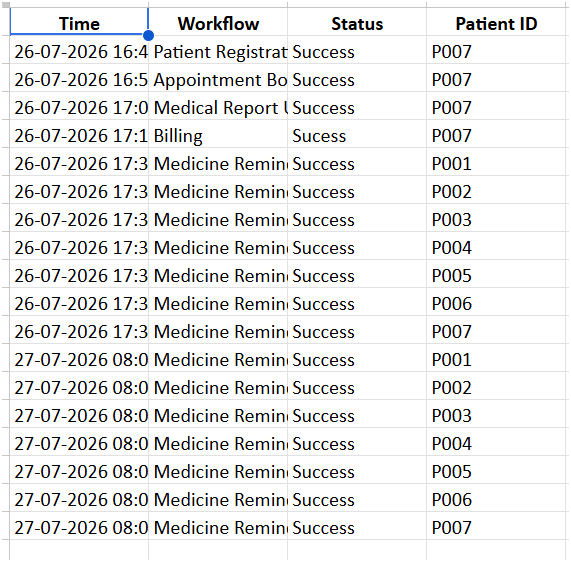 Time Workflow Status Patient ID
26-07-2026 16:4 Patient Registrat Success P007
26-07-2026 16:5 Appointment Bo Success P007
26-07-2026 17:0 Medical Report U Success P007
26-07-2026 17:1 Billing Sucess P007
26-07-2026 17:3 Medicine Remin Success P001
26-07-2026 17:3 Medicine Remin Success P002
26-07-2026 17:3 Medicine Remin Success P003
26-07-2026 17:3 Medicine Remin Success P004
26-07-2026 17:3 Medicine Remin Success P005
26-07-2026 17:3 Medicine Remin Success P006
26-07-2026 17:3 Medicine Remin Success P007
27-07-2026 08:0 Medicine Remin Success P001
27-07-2026 08:0 Medicine Remin Success P002
27-07-2026 08:0 Medicine Remin Success P003
27-07-2026 08:0 Medicine Remin Success P004
27-07-2026 08:0 Medicine Remin Success P005
27-07-2026 08:0 Medicine Remin Success P006
27-07-2026 08:0 Medicine Remin Success P007